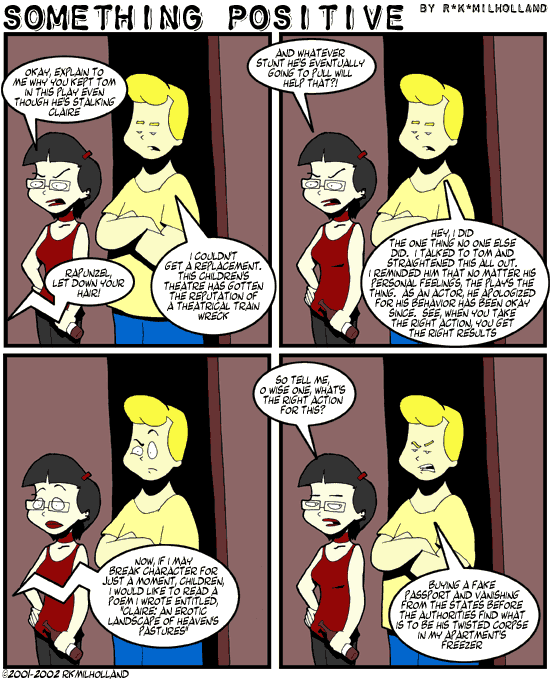 SOMETHING POSITIVE BY R*K*MILHOLLAND
OKAY, EXPLAIN TO
ME WHY YOU KEPT TOM
IN THIS PLAY EVEN
THOUGH HE'S STALKING
CLAIRE
I COULDN'T
GET A REPLACEMENT.
THIS CHILDREN'S
THEATRE HAS GOTTEN
THE REPUTATION OF
A THEATRICAL TRAIN
WRECK
RAPUNZEL,
LET DOWN YOUR
HAIR!
AND WHATEVER
STUNT HE'S EVENTUALLY
GOING TO PULL WILL
HELP THAT?!
HEY, I DID
THE ONE THING NO ONE ELSE
DID. I TALKED TO TOM AND
STRAIGHTENED THIS ALL OUT.
I REMINDED HIM THAT NO MATTER HIS
PERSONAL FEELINGS, THE PLAY'S THE
THING. AS AN ACTOR, HE APOLOGIZED
FOR HIS BEHAVIOR HAS BEEN OKAY
SINCE. SEE, WHEN YOU TAKE
THE RIGHT ACTION, YOU GET
THE RIGHT RESULTS
NOW, IF I MAY
BREAK CHARACTER FOR
JUST A MOMENT, CHILDREN,
I WOULD LIKE TO READ A
POEM I WROTE ENTITLED,
"CLAIRE: AN EROTIC
LANDSCAPE OF HEAVEN'S
PASTURES"
SO TELL ME,
O WISE ONE, WHAT'S
THE RIGHT ACTION
FOR THIS?
BUYING A FAKE
PASSPORT AND VANISHING
FROM THE STATES BEFORE
THE AUTHORITIES FIND WHAT
IS TO BE HIS TWISTED CORPSE
IN MY APARTMENT'S
FREEZER
©2001-2002 RKMILHOLLAND